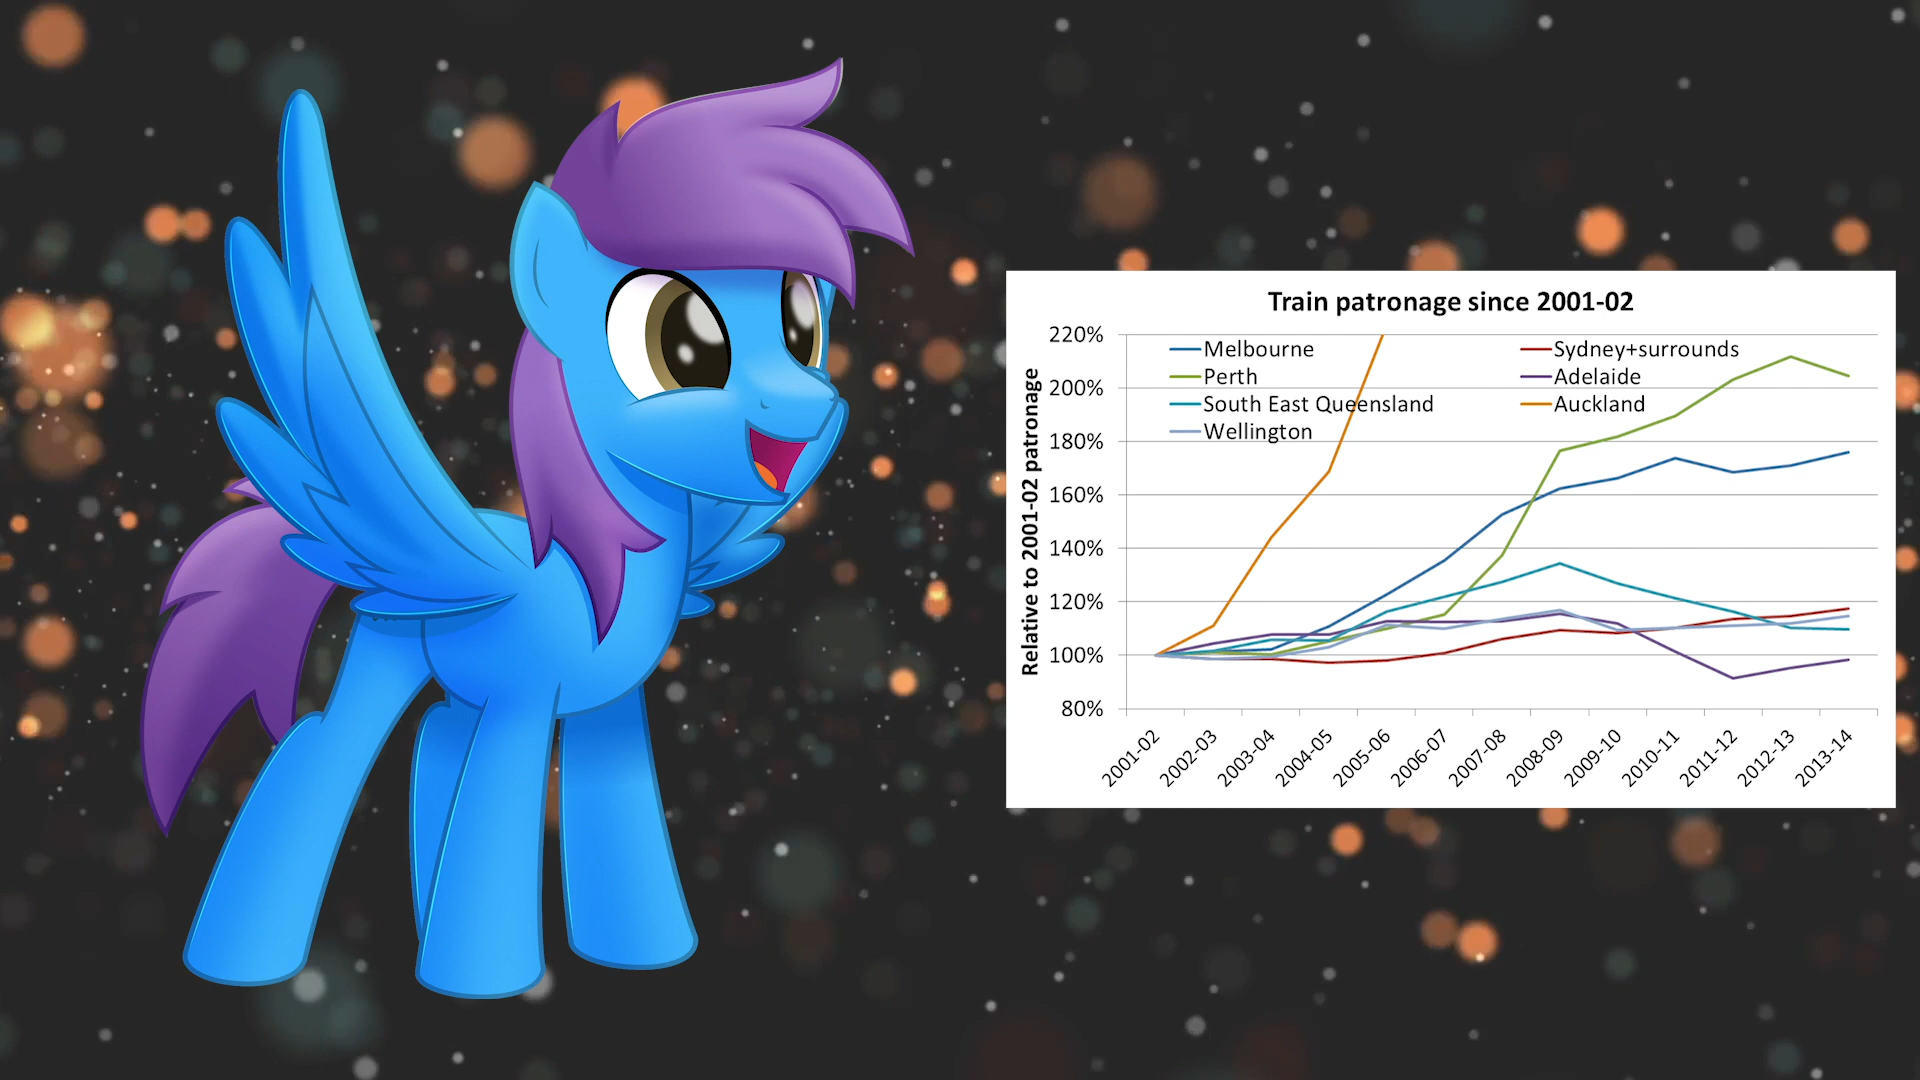 Train patronage since 2001-02
Relative to 2001-02 patronage
220%
200%
180%
160%
140%
120%
100%
80%
Melbourne
Sydney+surrounds
Perth
Adelaide
South East Queensland
Auckland
Wellington
2001-02
2002-03
2003-04
2004-05
2005-06
2006-07
2007-08
2008-09
2009-10
2010-11
2011-12
2012-13
2013-14